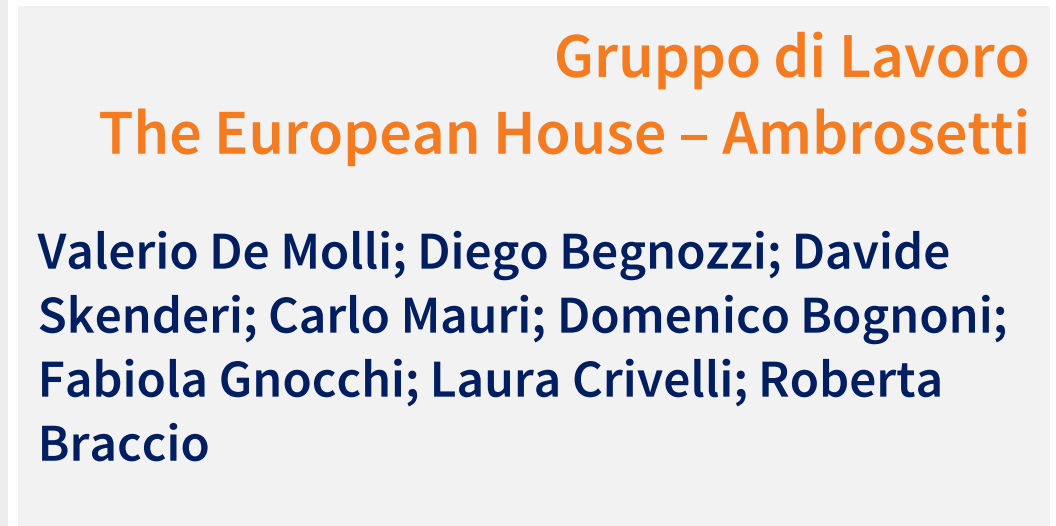 Gruppo di Lavoro
The European House – Ambrosetti
Valerio De Molli; Diego Begnozzi; Davide
Skenderi; Carlo Mauri; Domenico Bognoni;
Fabiola Gnocchi; Laura Crivelli; Roberta
Braccio